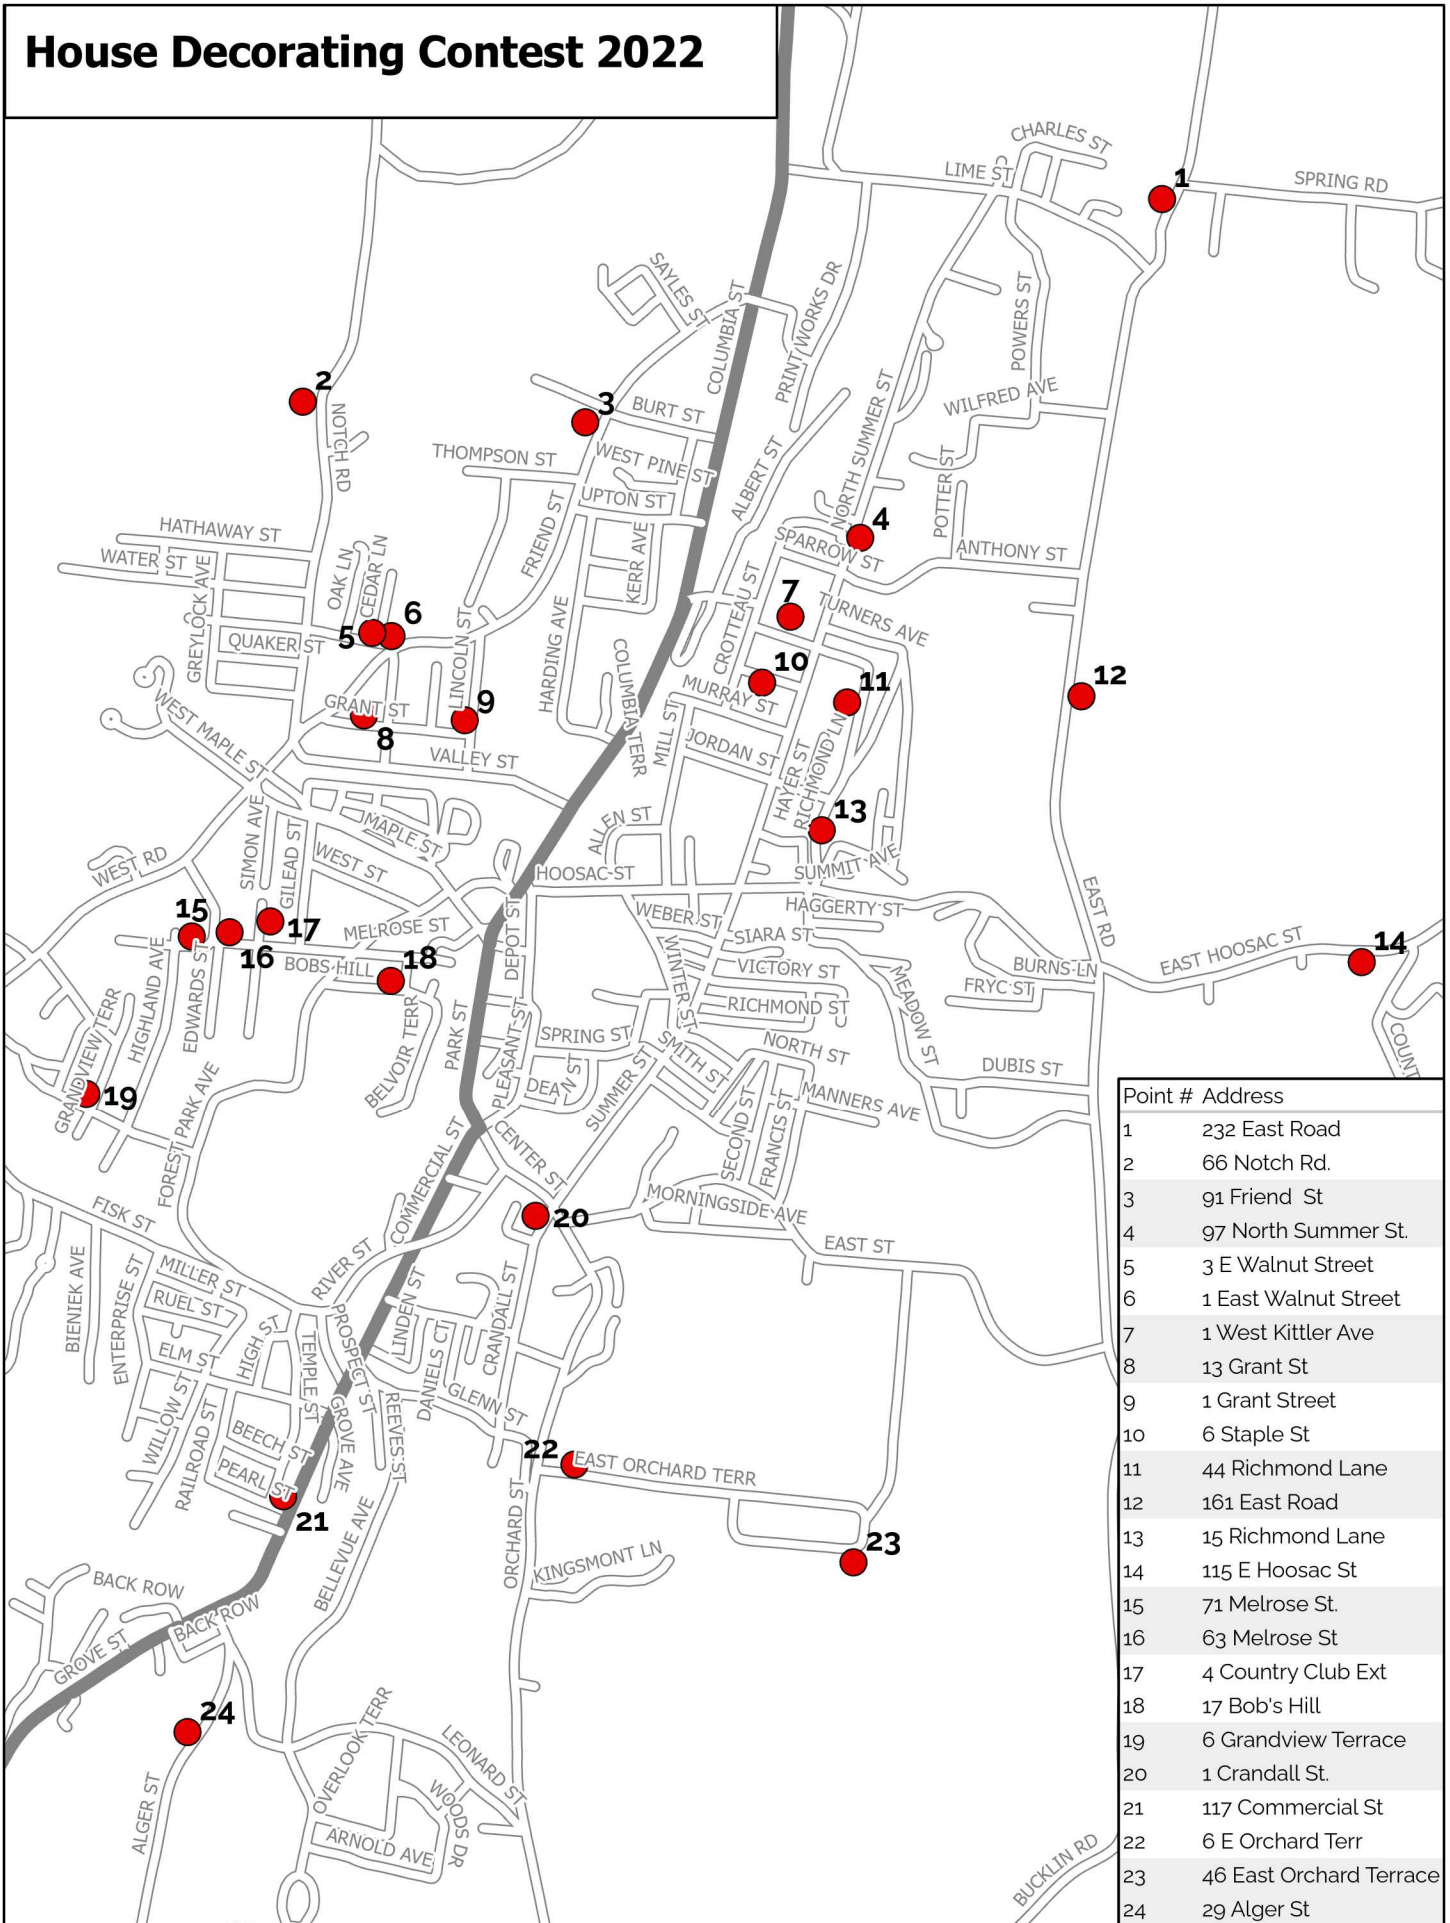 House Decorating Contest 2022
CHARLES ST
LIME ST
1
SPRING RD
SAYLES ST
COLUMBIA ST
PRINT WORKS DR
POWERS ST
2
NOTCH RD
3
BURT ST
NORTH SUMMER ST
WILFRED AVE
THOMPSON ST
WEST PINE ST
ALBERT ST
POTTER ST
UPTON ST
FRIEND ST
4
HATHAWAY ST
WATER ST
GREYLOCK AVE
OAK LN
CEDAR LN
KERR AVE
SPARROW ST
ANTHONY ST
CROTTEAU ST
7
TURNERS AVE
5
6
QUAKER ST
LINCOLN ST
HARDING AVE
COLUMBIA TERR
10
MURRAY ST
11
12
GRANT ST
9
8
WEST MAPLE ST
VALLEY ST
MILL ST
JORDAN ST
HAYER ST
RICHMOND LN
13
MAPLE ST
ALLEN ST
SIMON AVE
GILEAD ST
WEST ST
WEST RD
HOOSAC ST
SUMMIT AVE
15
17
16
MELROSE ST
DEPOT ST
WEBER ST
HAGGERTY ST
EAST RD
SIARA ST
EAST HOOSAC ST
14
BOBS HILL
18
WINTER ST
VICTORY ST
BURNS LN
HIGHLAND AVE
EDWARDS ST
FRYC ST
RICHMOND ST
MEADOW ST
GRANDVIEW TERR
19
BELVOIR TERR
PARK ST
PLEASANT ST
SPRING ST
SMITH ST
NORTH ST
COUNT
DUBIS ST
DEAN ST
SUMMER ST
FOREST PARK AVE
MANNERS AVE
SECOND ST
FRANCIS ST
CENTER ST
COMMERCIAL ST
MORNINGSIDE AVE
FISK ST
20
EAST ST
BIENIEK AVE
ENTERPRISE ST
MILLER ST
RUEL ST
RIVER ST
LINDEN ST
CRANDALL ST
ELM ST
HIGH ST
TEMPLE ST
PROSPECT ST
DANIELS CT
GLENN ST
WILLOW ST
RAILROAD ST
BEECH ST
GROVE AVE
REEVES ST
PEARL ST
21
22
EAST ORCHARD TERR
ORCHARD ST
23
BELLEVUE AVE
KINGSMONT LN
BACK ROW
BACK ROW
GROVE ST
24
OVERLOOK TERR
LEONARD ST
ALGER ST
WOODS DR
ARNOLD AVE
BUCKLIN RD
Point # Address
1 232 East Road
2 66 Notch Rd.
3 91 Friend St
4 97 North Summer St.
5 3 E Walnut Street
6 1 East Walnut Street
7 1 West Kittler Ave
8 13 Grant St
9 1 Grant Street
10 6 Staple St
11 44 Richmond Lane
12 161 East Road
13 15 Richmond Lane
14 115 E Hoosac St
15 71 Melrose St.
16 63 Melrose St
17 4 Country Club Ext
18 17 Bob's Hill
19 6 Grandview Terrace
20 1 Crandall St.
21 117 Commercial St
22 6 E Orchard Terr
23 46 East Orchard Terrace
24 29 Alger St